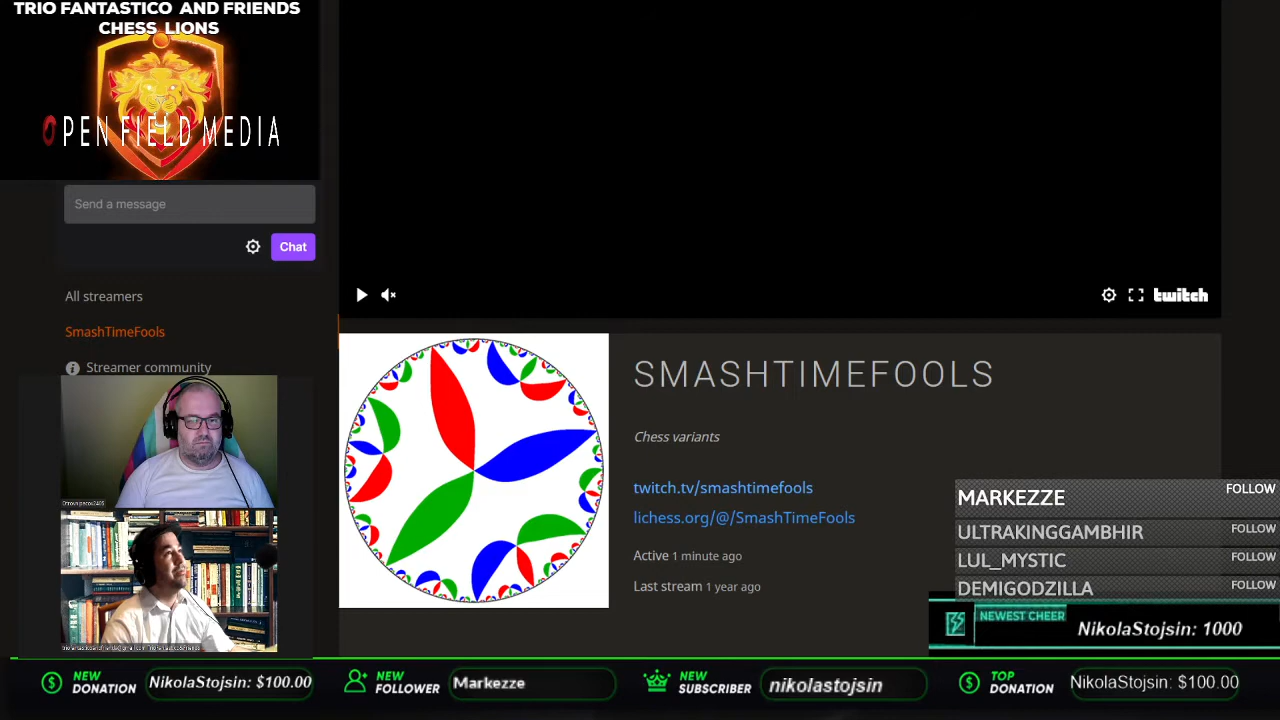 TRIO FANTASTICO AND FRIENDS
CHESS LIONS
OPEN FIELD MEDIA
Send a message
Chat
All streamers
SmashTimeFools
Streamer community
twitch
SMASHTIMEFOOLS
Chess variants
twitch.tv/smashtimefools
lichess.org/@/SmashTimeFools
Active 1 minute ago
Last stream 1 year ago
MARKEZZE FOLLOW
ULTRAKINGGAMBHIR FOLLOW
LUL_MYSTIC FOLLOW
DEMIGODZILLA FOLLOW
NEWEST CHEER
NikolaStojsin: 1000
NEW DONATION
NikolaStojsin: $100.00
NEW FOLLOWER
Markezze
NEW SUBSCRIBER
nikolastojsin
TOP DONATION
NikolaStojsin: $100.00